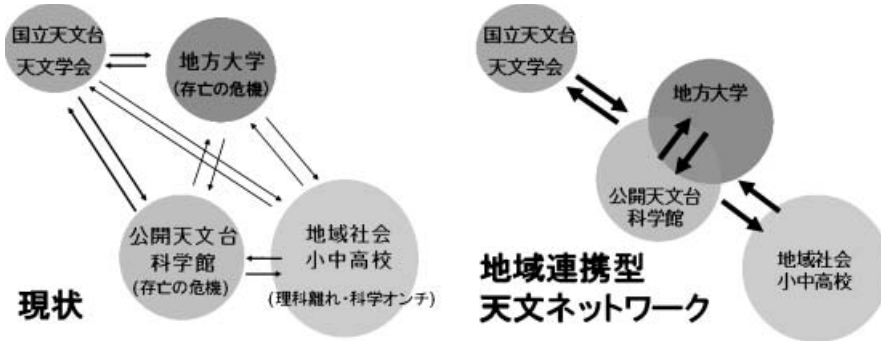 国立天文台
天文学会
地方大学
(存亡の危機)
公開天文台
科学館
(存亡の危機)
地域社会
小中高校
(理科離れ・科学オンチ)
現状
国立天文台
天文学会
地方大学
公開天文台
科学館
地域社会
小中高校
地域連携型
天文ネットワーク